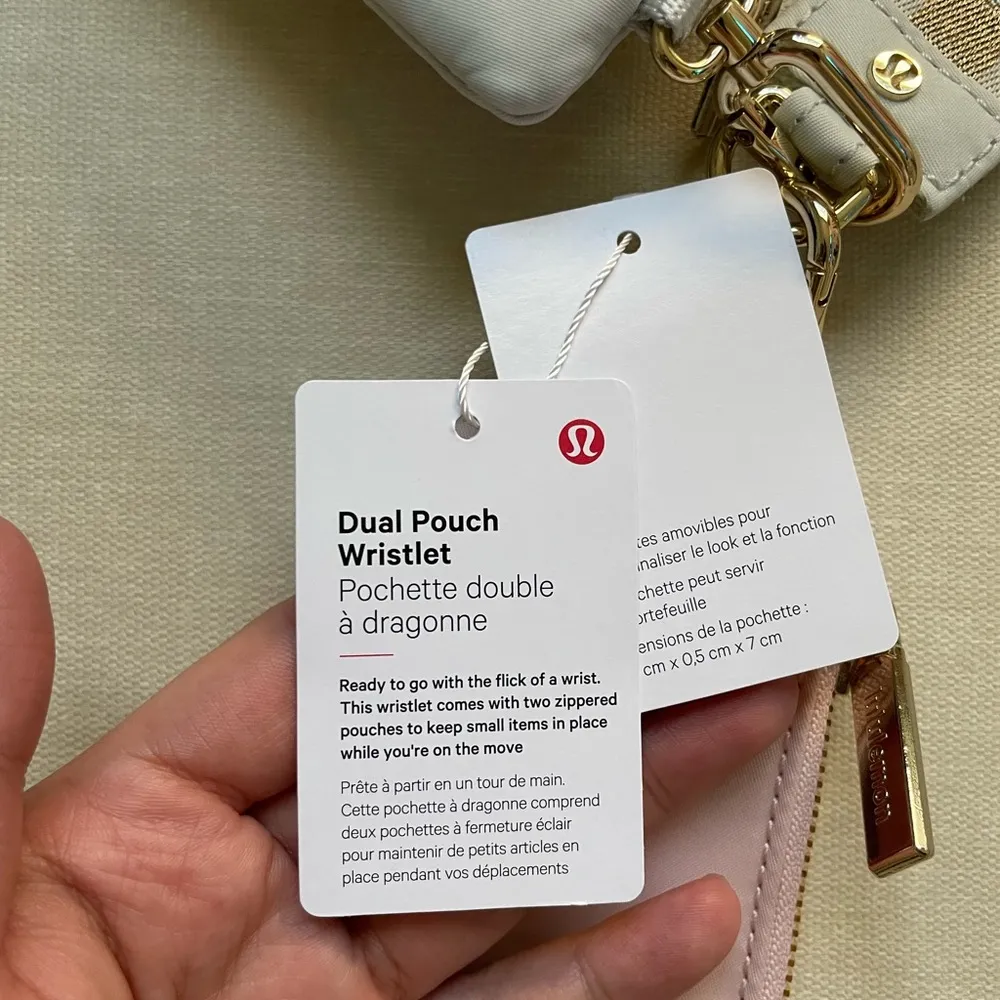 Dual Pouch
Wristlet
Pochette double
à dragonne
Ready to go with the flick of a wrist.
This wristlet comes with two zippered
pouches to keep small items in place
while you're on the move
Prête à partir en un tour de main.
Cette pochette à dragonne comprend
deux pochettes à fermeture éclair
pour maintenir de petits articles en
place pendant vos déplacements
amovibles pour
le look et la fonction
peut servir
de la pochette :
cm x 0,5 cm x 7 cm
lululemon